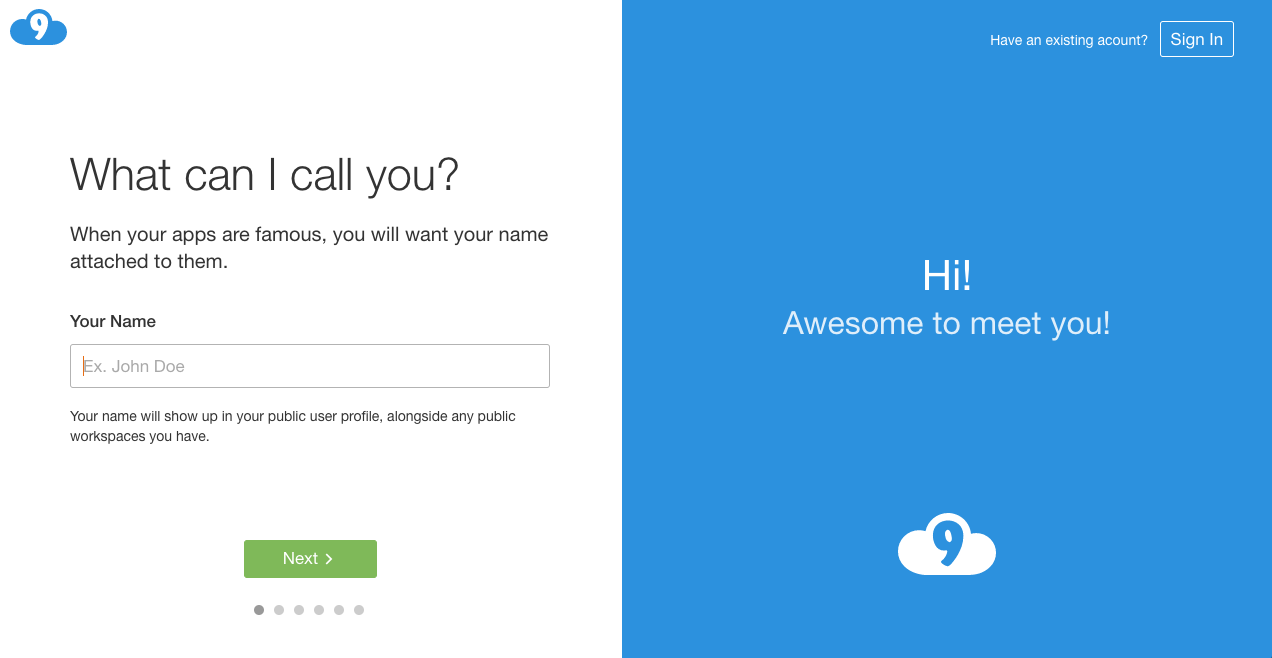 9
Have an existing acount?
Sign In
What can I call you?
When your apps are famous, you will want your name
attached to them.
Your Name
Ex. John Doe
Your name will show up in your public user profile, alongside any public
workspaces you have.
Next
Hi!
Awesome to meet you!
9